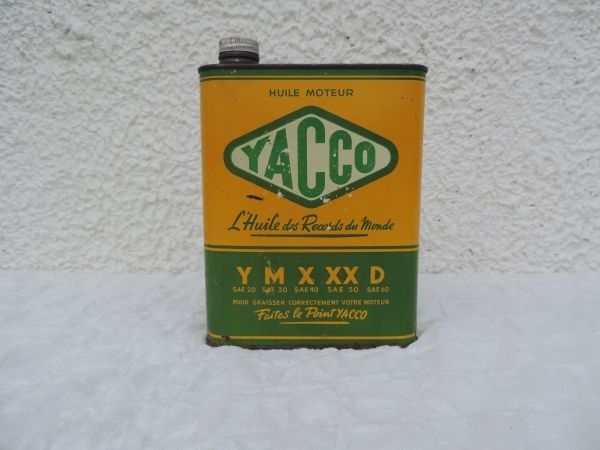 HUILE MOTEUR
YACCO
L'Huile des Records du Monde
Y M X XX D
SAE 20 SAE 30 SAE 40 SAE 50 SAE 60
POUR GRAISSER CORRECTEMENT VOTRE MOTEUR
Faites le Point YACCO